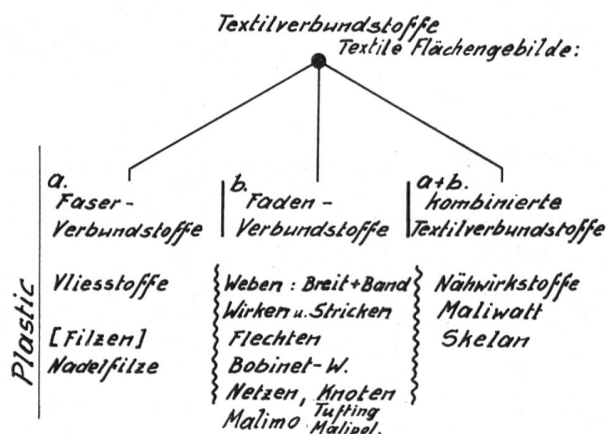 Textilverbundstoffe
Textile Flächengebilde:
Plastic
a.
Faser-
Verbundstoffe
Vliesstoffe
[Filzen]
Nadelfilze
b.
Faden-
Verbundstoffe
Weben: Breit+Band
Wirken u. Stricken
Flechten
Bobinet-W.
Netzen, Knoten
Malimo Tufting
Malipol.
a+b.
kombinierte
Textilverbundstoffe
Nähwirkstoffe
Maliwatt
Skelan